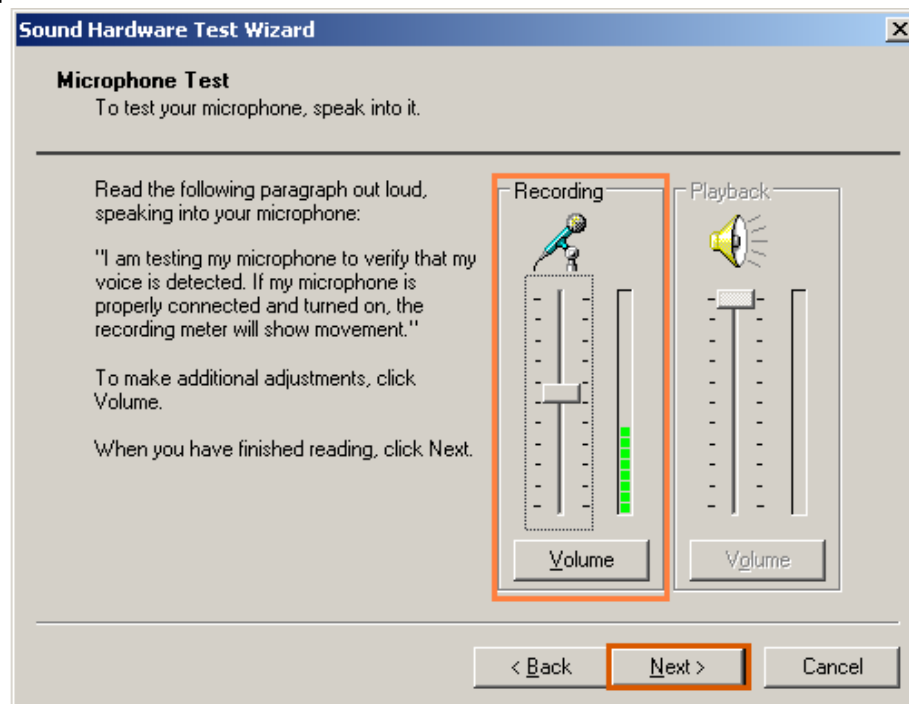 Sound Hardware Test Wizard
Microphone Test
To test your microphone, speak into it.
Read the following paragraph out loud,
speaking into your microphone:
"I am testing my microphone to verify that my
voice is detected. If my microphone is
properly connected and turned on, the
recording meter will show movement."
To make additional adjustments, click
Volume.
When you have finished reading, click Next.
Recording
Volume
Playback
Volume
< Back
Next >
Cancel